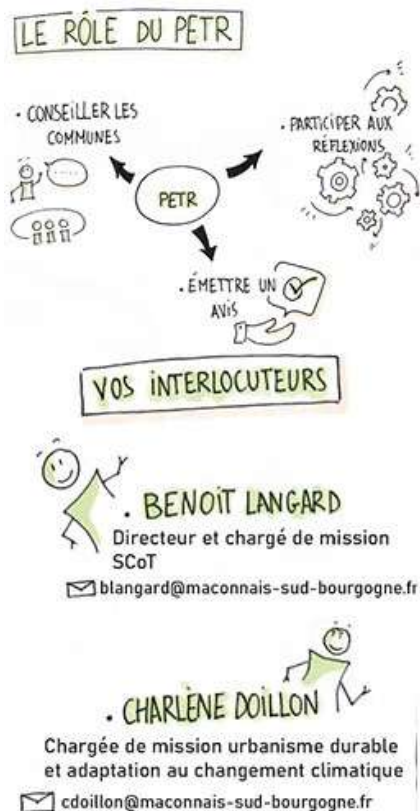 LE RÔLE DU PETR
. CONSEILLER LES
COMMUNES
. PARTICIPER AUX
RÉFLEXIONS
PETR
. ÉMETTRE UN
AVIS
VOS INTERLOCUTEURS
. BENOIT LANGARD
Directeur et chargé de mission
SCoT
blangard@maconnais-sud-bourgogne.fr
. CHARLÈNE DOILLON
Chargée de mission urbanisme durable
et adaptation au changement climatique
cdoillon@maconnais-sud-bourgogne.fr